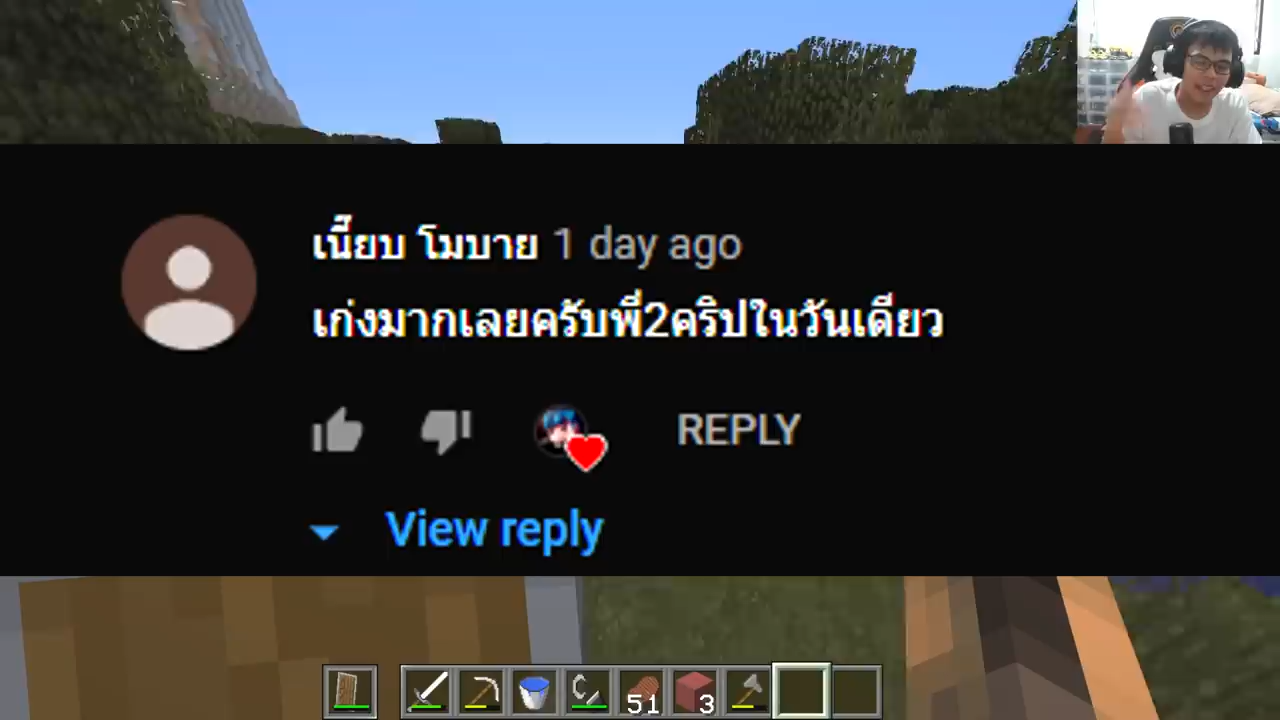 เนี๊ยบ โมบาย 1 day ago
เก่งมากเลยครับพี่2คริปในวันเดียว
REPLY
View reply
51
3